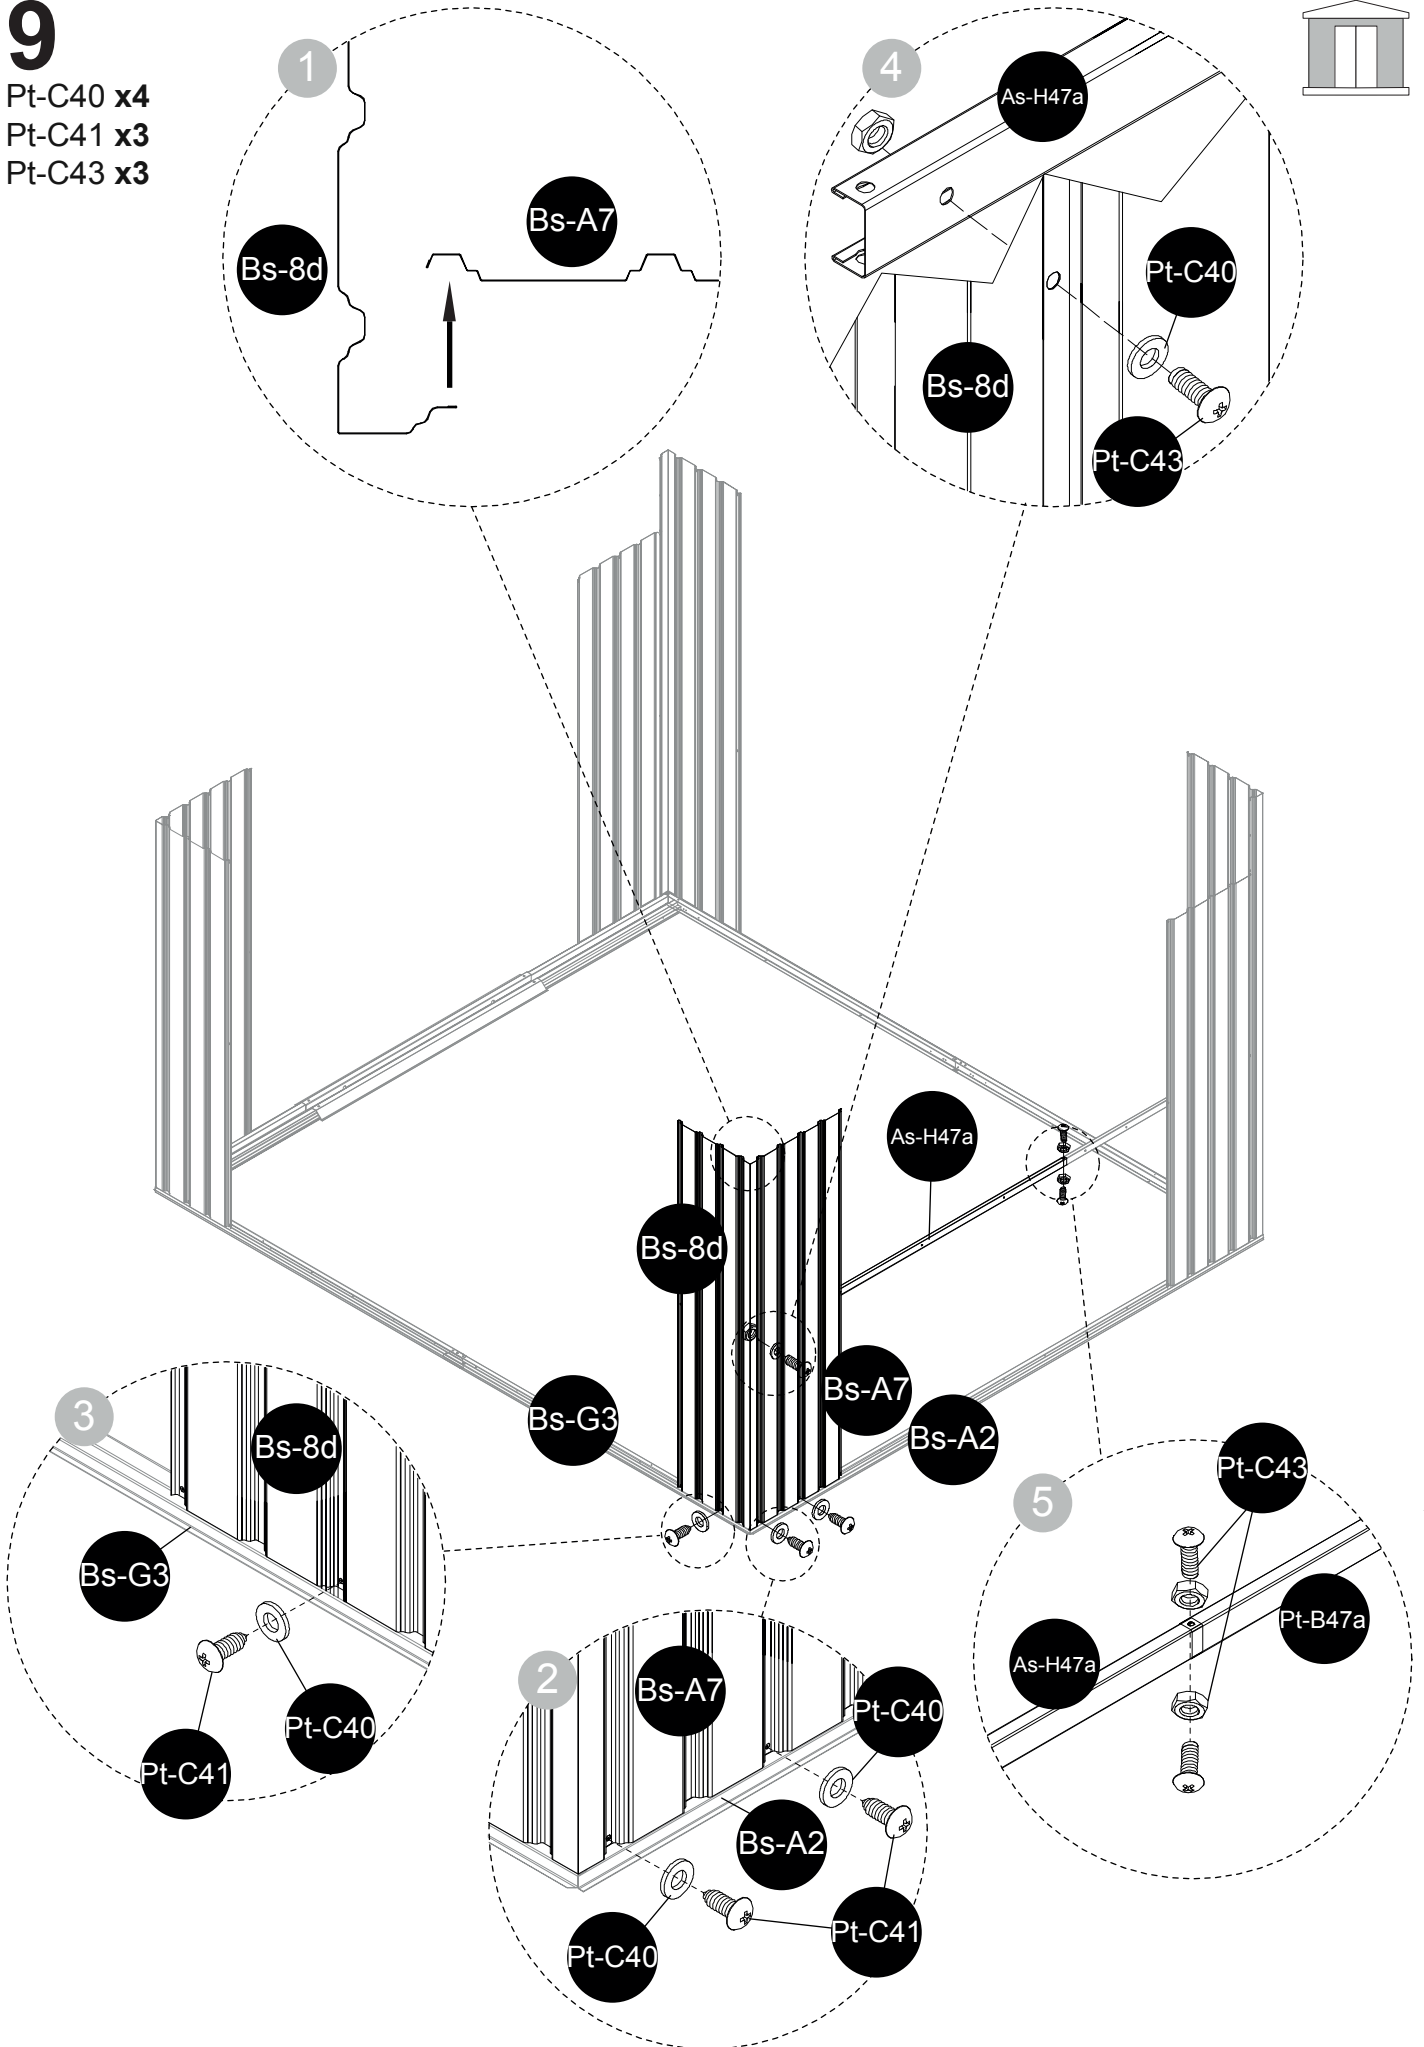 9
Pt-C40 x4
Pt-C41 x3
Pt-C43 x3
1
Bs-8d
Bs-A7
4
As-H47a
Pt-C40
Bs-8d
Pt-C43
As-H47a
Bs-8d
Bs-A7
Bs-G3
Bs-A2
3
Bs-8d
Bs-G3
Pt-C40
Pt-C41
2
Bs-A7
Pt-C40
Bs-A2
Pt-C41
Pt-C40
5
Pt-C43
Pt-B47a
As-H47a